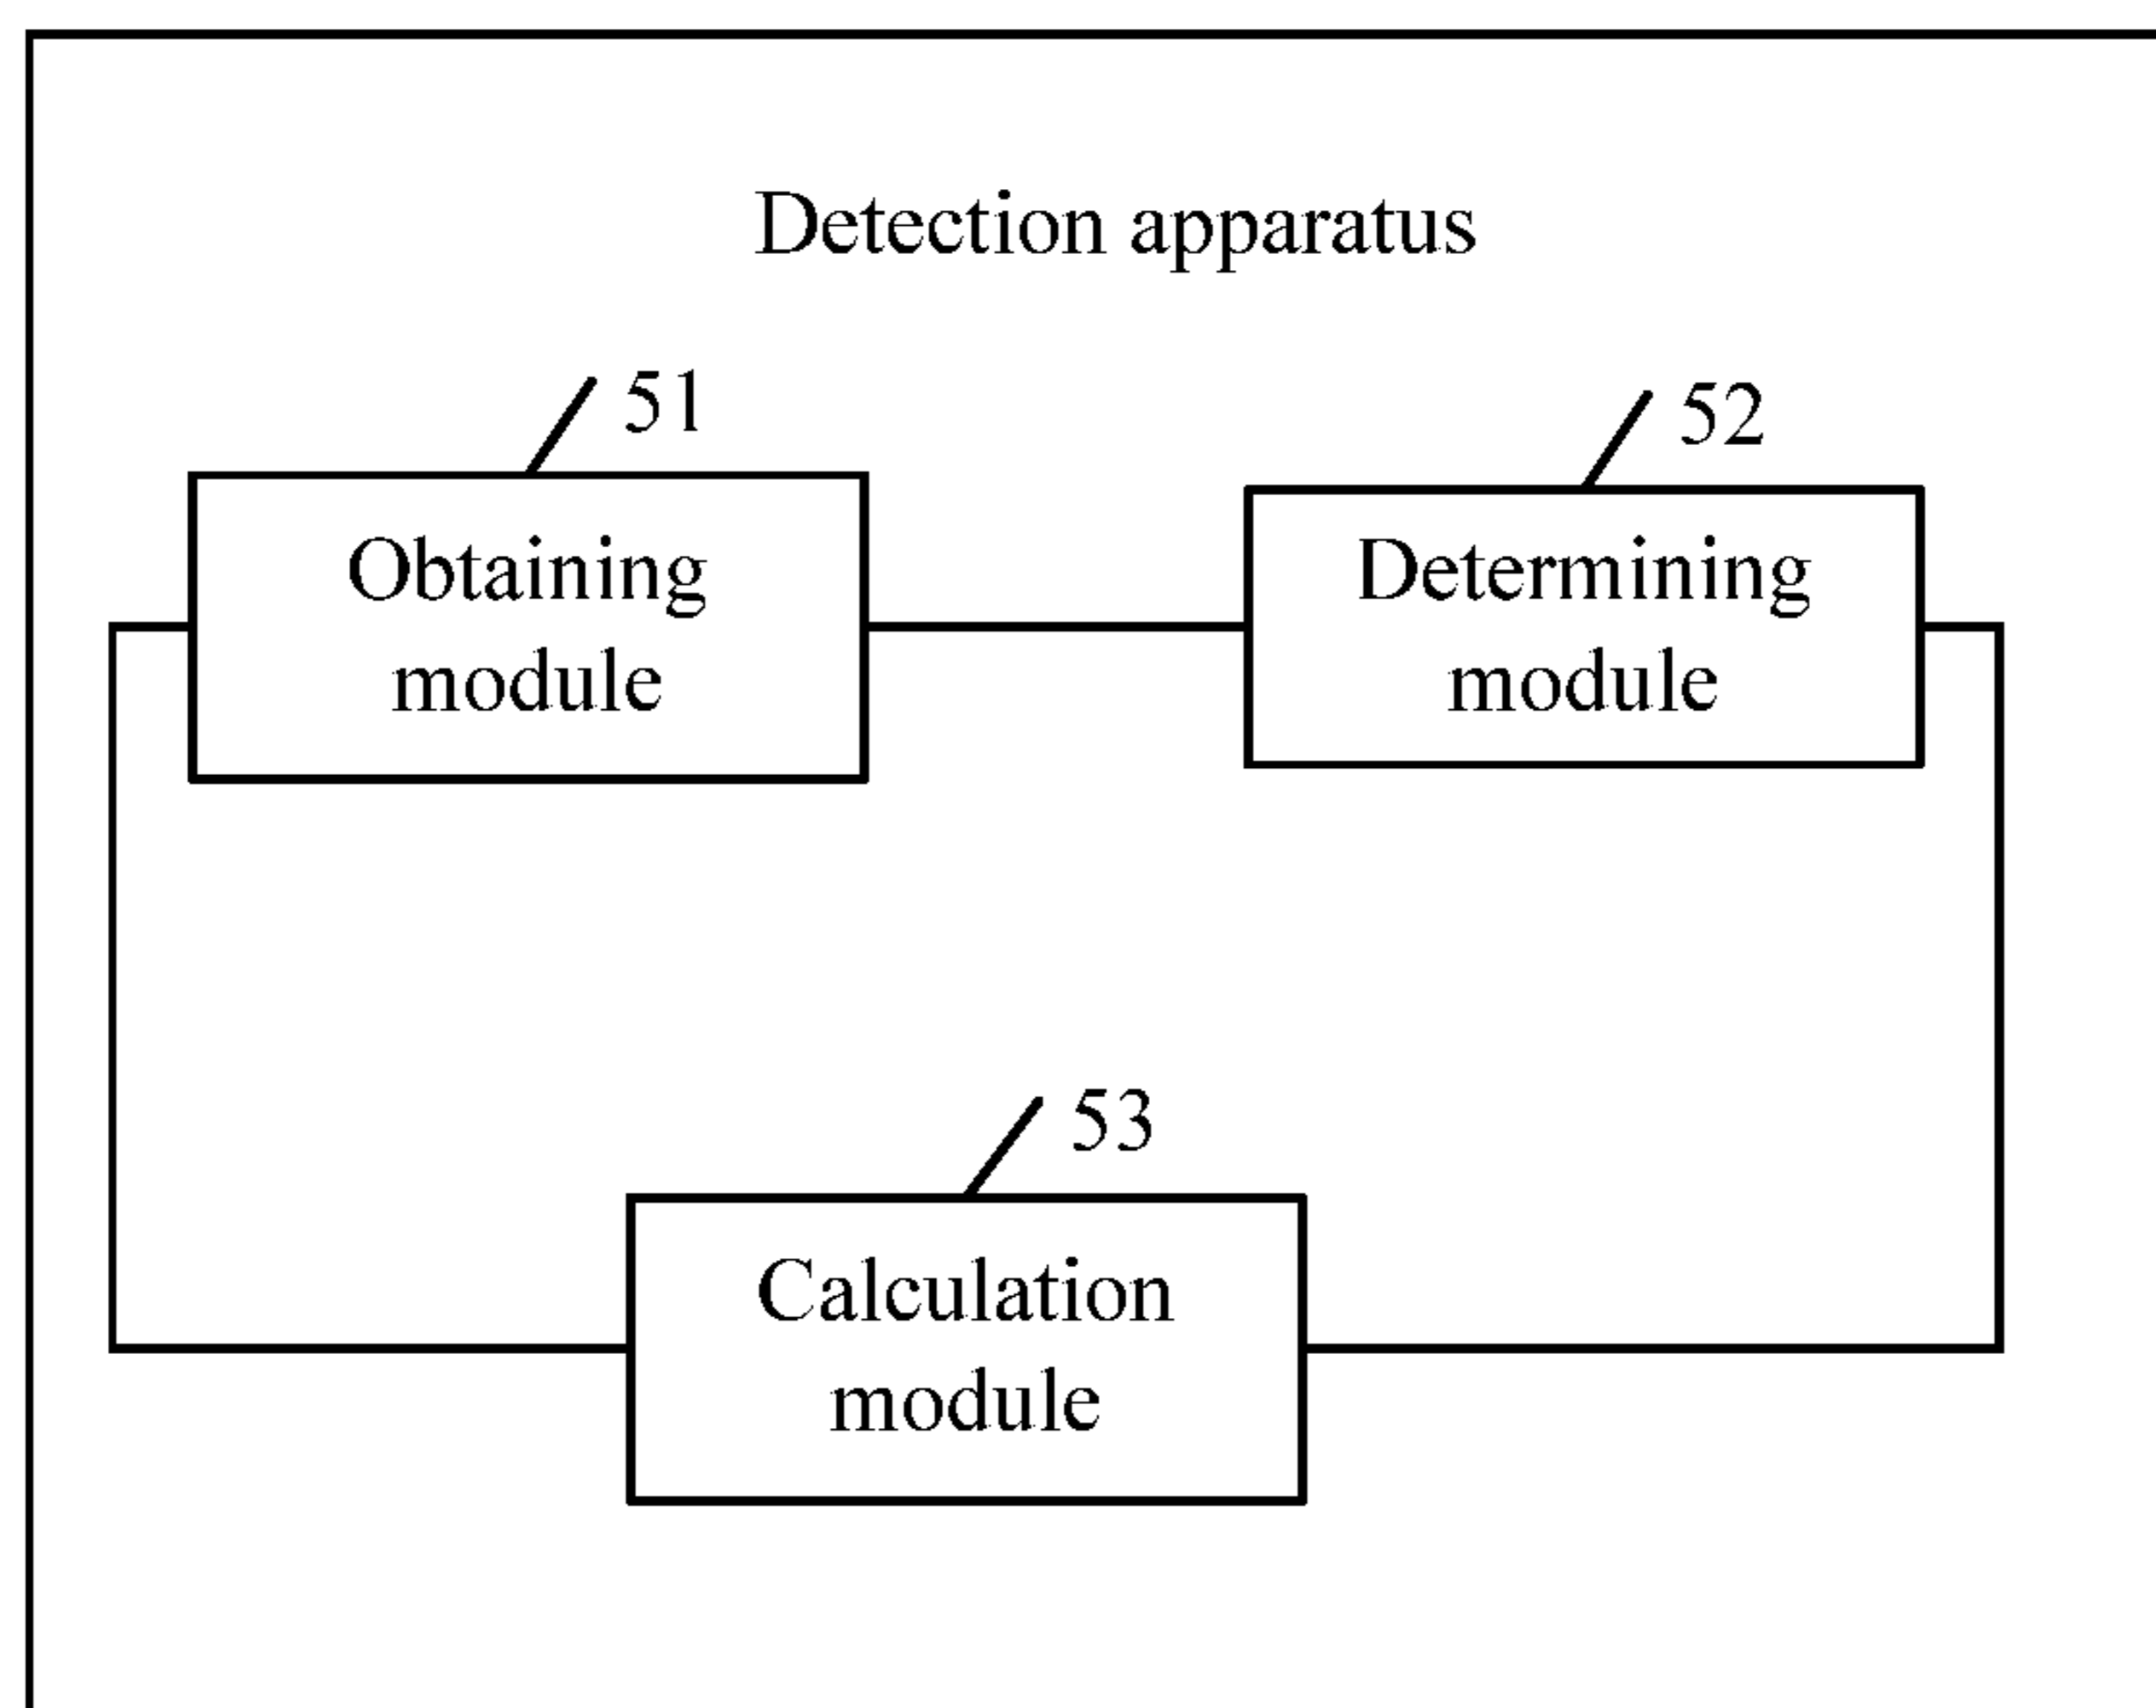 Detection apparatus
51
52
Obtaining
module
Determining
module
53
Calculation
module